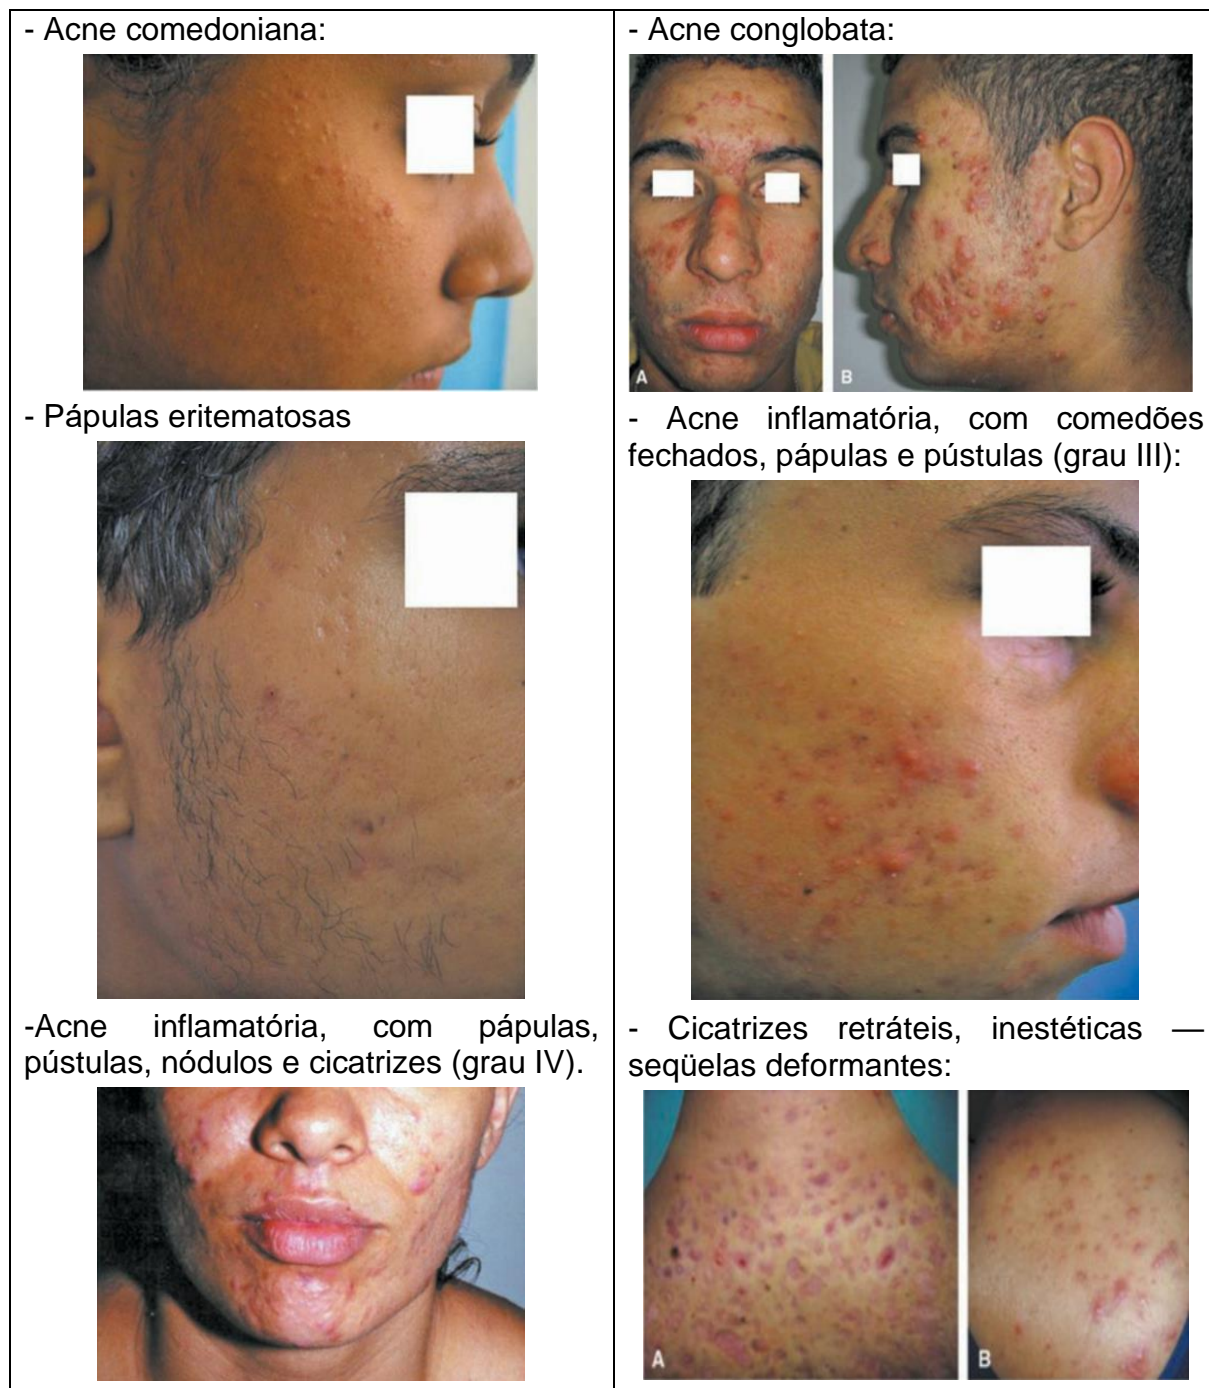 - Acne comedoniana:
- Pápulas eritematosas
-Acne inflamatória, com pápulas,
pústulas, nódulos e cicatrizes (grau IV).
- Acne conglobata:
A
B
- Acne inflamatória, com comedões
fechados, pápulas e pústulas (grau III):
- Cicatrizes retráteis, inestéticas —
seqüelas deformantes:
A
B